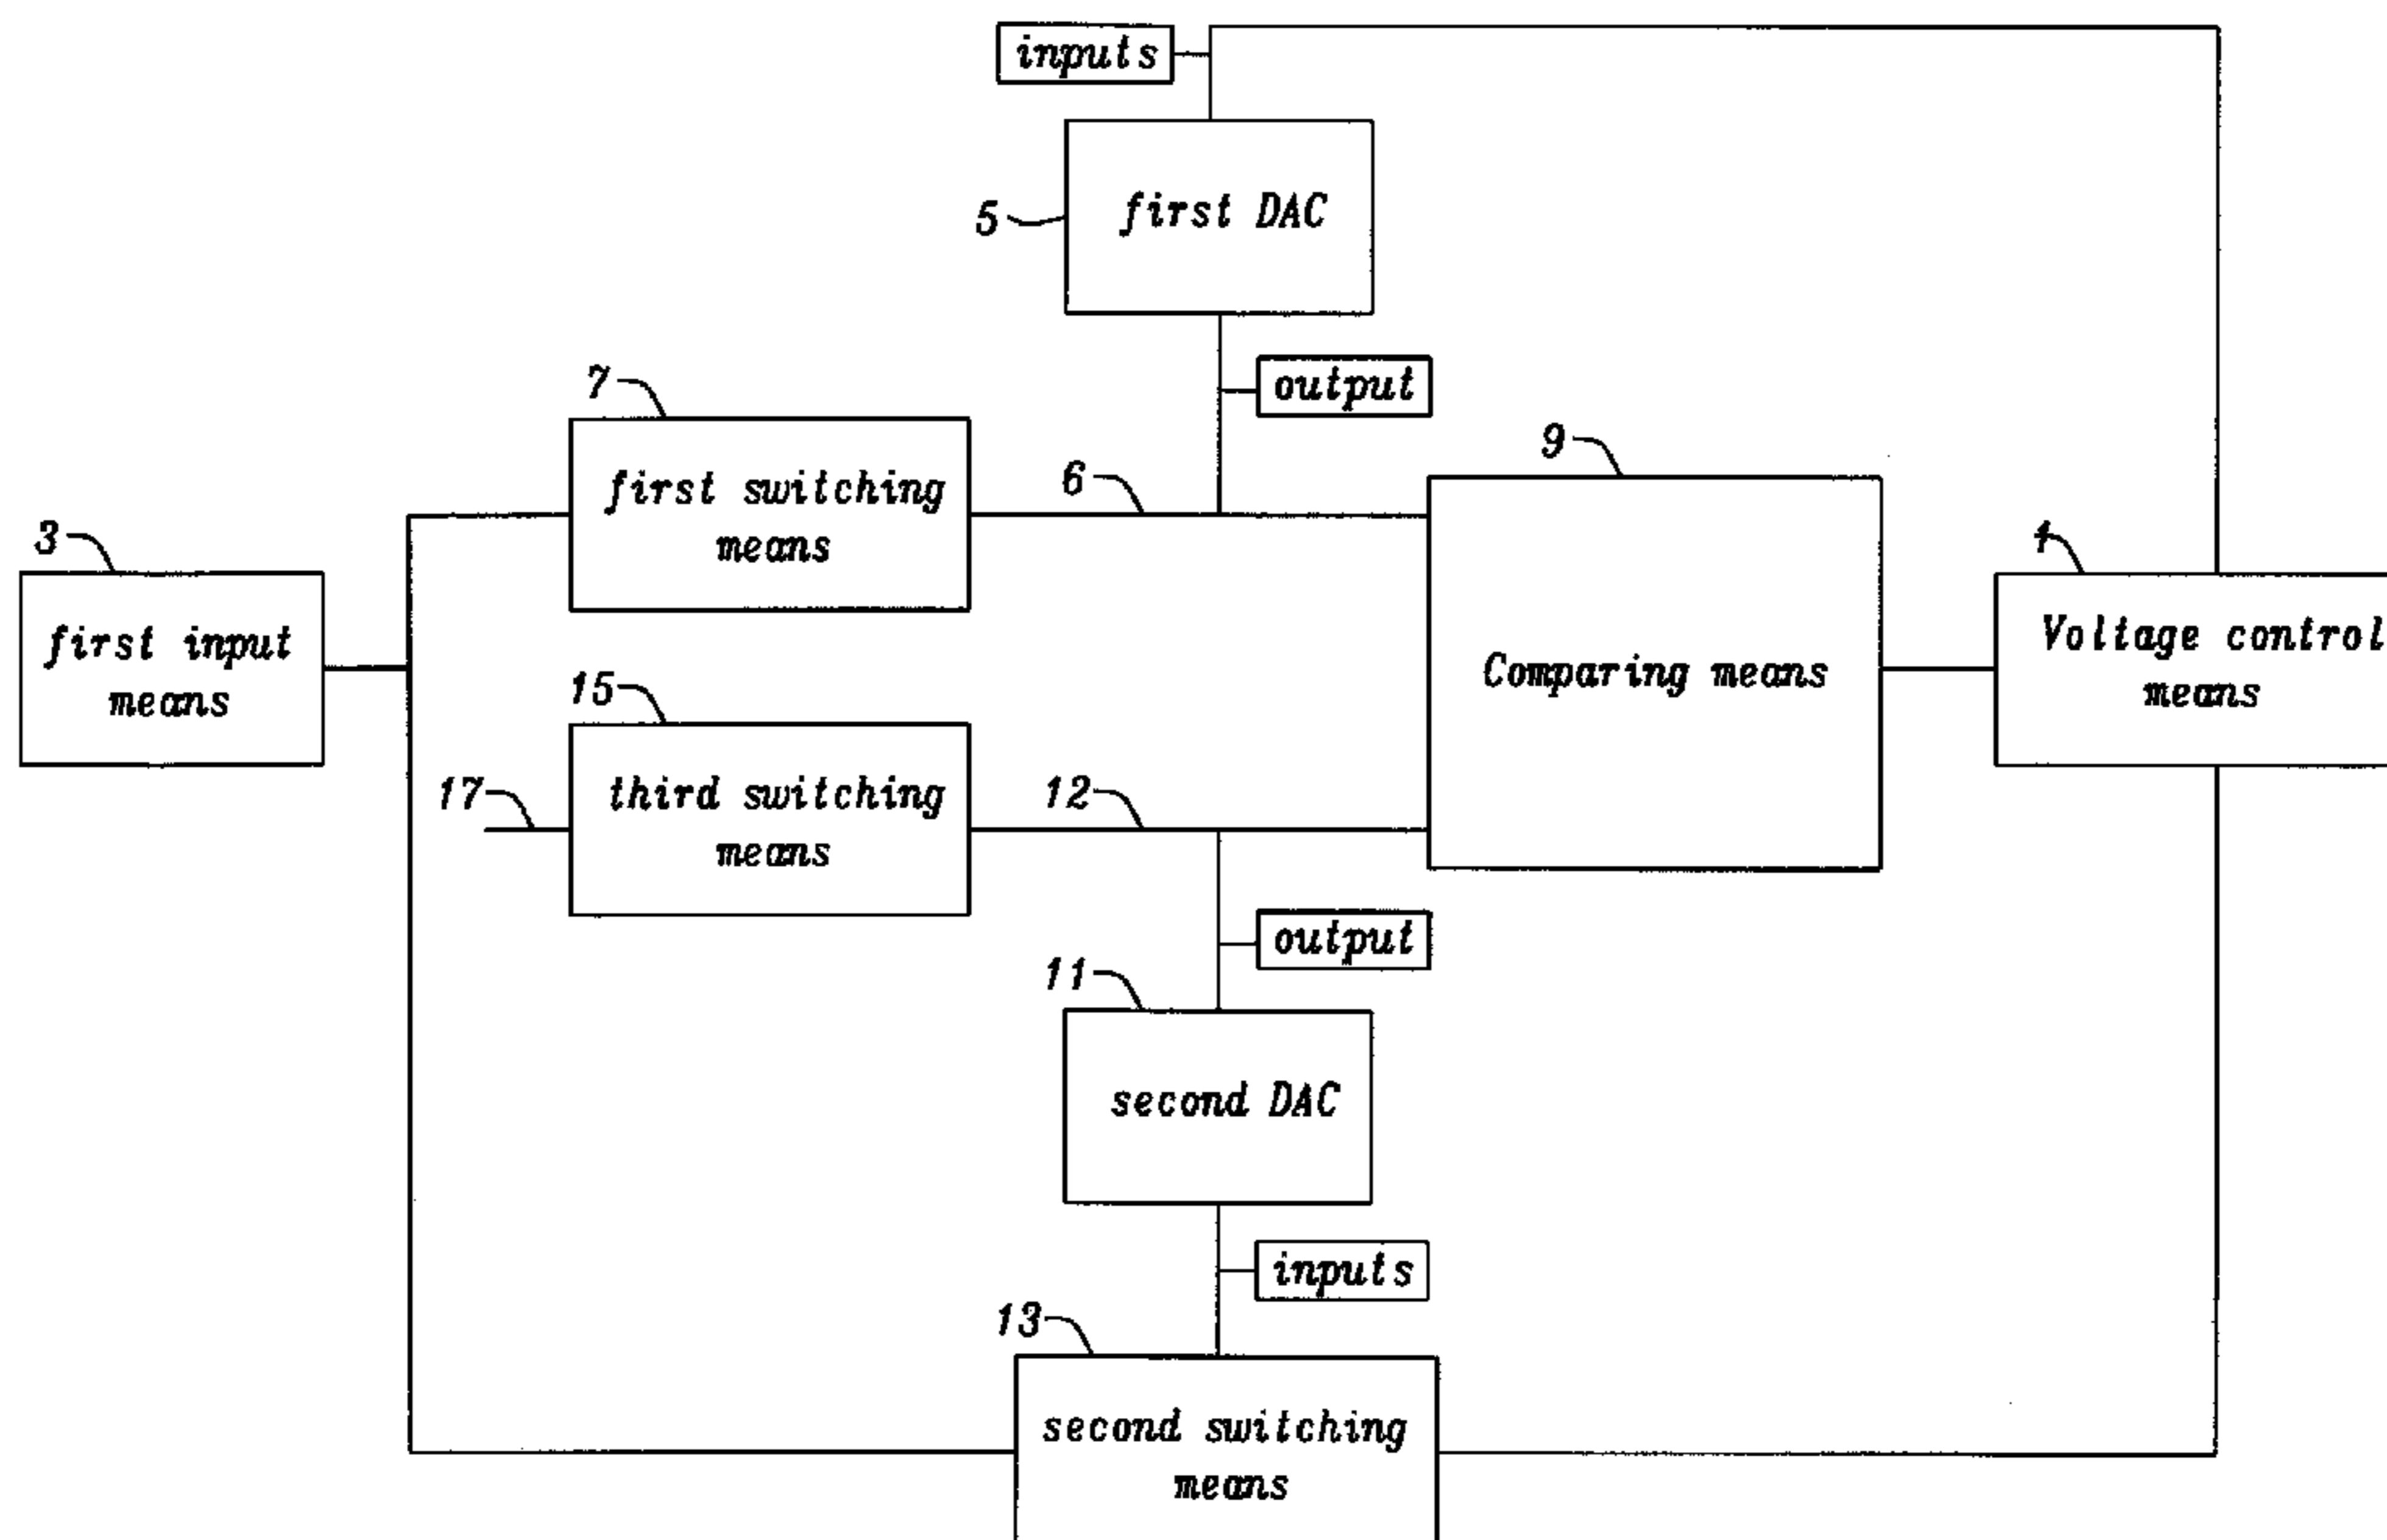 inputs
5
first DAC
output
7
first switching
means
6
9
3
first input
means
Comparing means
4
Voltage control
means
15
third switching
means
17
12
output
11
second DAC
inputs
13
second switching
means